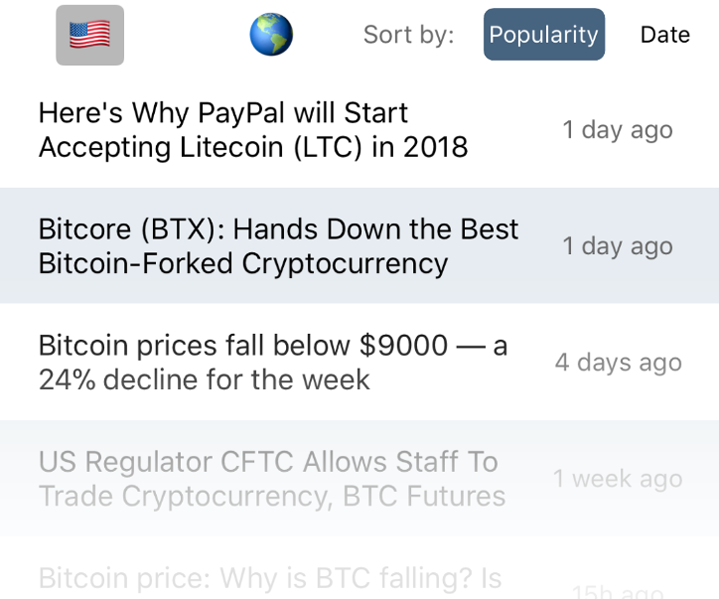 Sort by: Popularity Date
Here's Why PayPal will Start
Accepting Litecoin (LTC) in 2018
1 day ago
Bitcore (BTX): Hands Down the Best
Bitcoin-Forked Cryptocurrency
1 day ago
Bitcoin prices fall below $9000 — a
24% decline for the week
4 days ago
US Regulator CFTC Allows Staff To
Trade Cryptocurrency, BTC Futures
1 week ago
Bitcoin price: Why is BTC falling? Is
15h ago